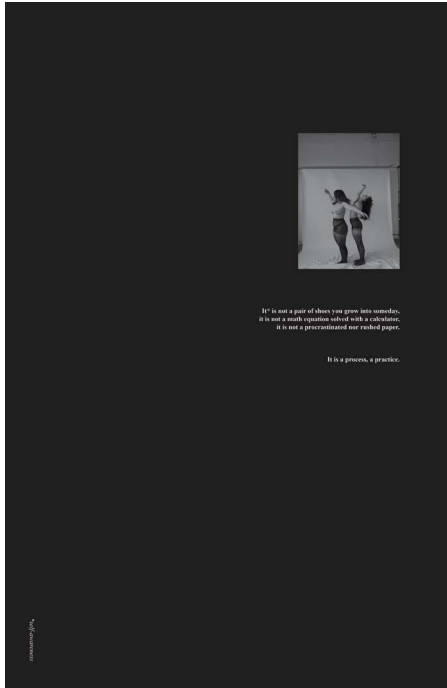 It* is not a pair of shoes you grow into someday,
it is not a math equation solved with a calculator,
it is not a procrastinated nor rushed paper.
It is a process, a practice.
*self-awareness